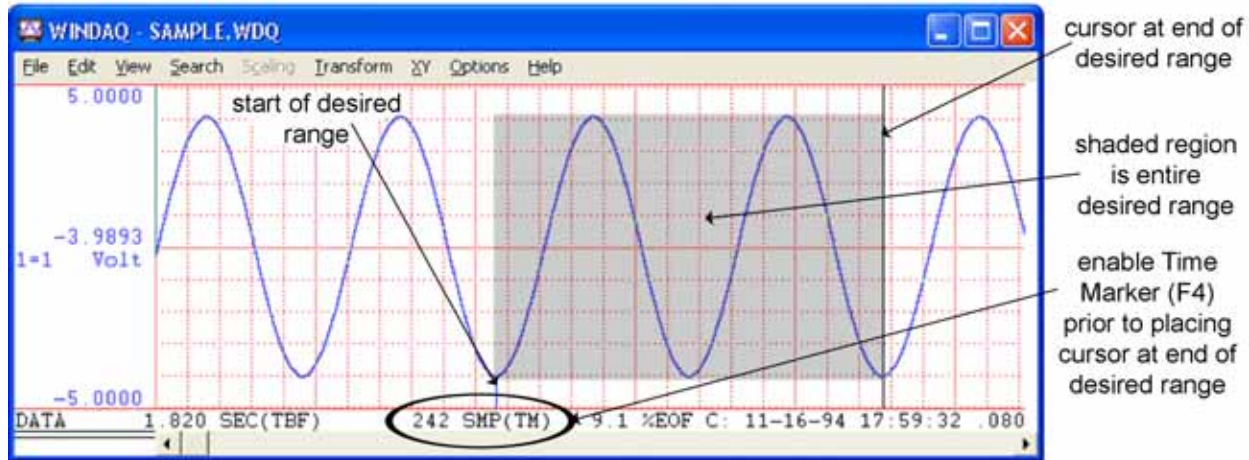 WINDAQ - SAMPLE.WDQ
File Edit View Search Scaling Transform XY Options Help
5.0000
-3.9893
1=1 Volt
-5.0000
start of desired
range
cursor at end of
desired range
shaded region
is entire
desired range
enable Time
Marker (F4)
prior to placing
cursor at end of
desired range
DATA 1.820 SEC(TBF) 242 SMP(TM) 9.1 %EOF C: 11-16-94 17:59:32 .080